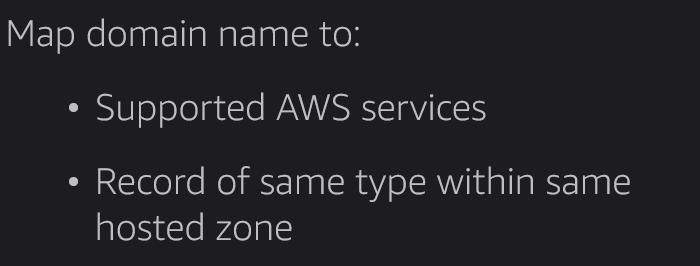 Map domain name to:
• Supported AWS services
• Record of same type within same
hosted zone